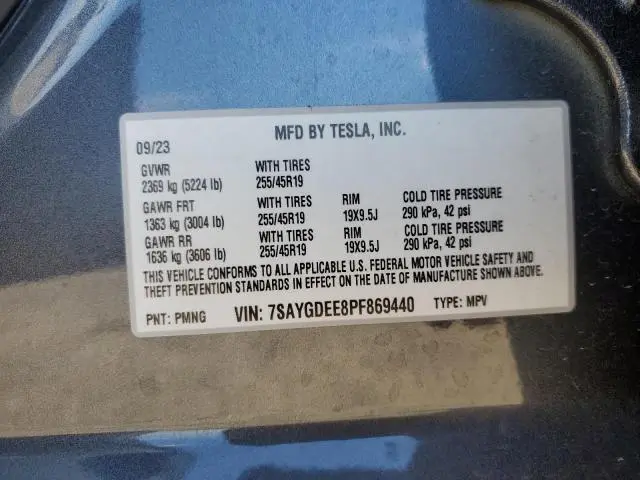 MFD BY TESLA, INC.
09/23
GVWR WITH TIRES
2369 kg (5224 lb) 255/45R19
GAWR FRT WITH TIRES RIM COLD TIRE PRESSURE
1363 kg (3004 lb) 255/45R19 19X9.5J 290 kPa, 42 psi
GAWR RR WITH TIRES RIM COLD TIRE PRESSURE
1636 kg (3606 lb) 255/45R19 19X9.5J 290 kPa, 42 psi
THIS VEHICLE CONFORMS TO ALL APPLICABLE U.S. FEDERAL MOTOR VEHICLE SAFETY AND
THEFT PREVENTION STANDARDS IN EFFECT ON THE DATE OF MANUFACTURE SHOWN ABOVE.
PNT: PMNG VIN: 7SAYGDEE8PF869440 TYPE: MPV